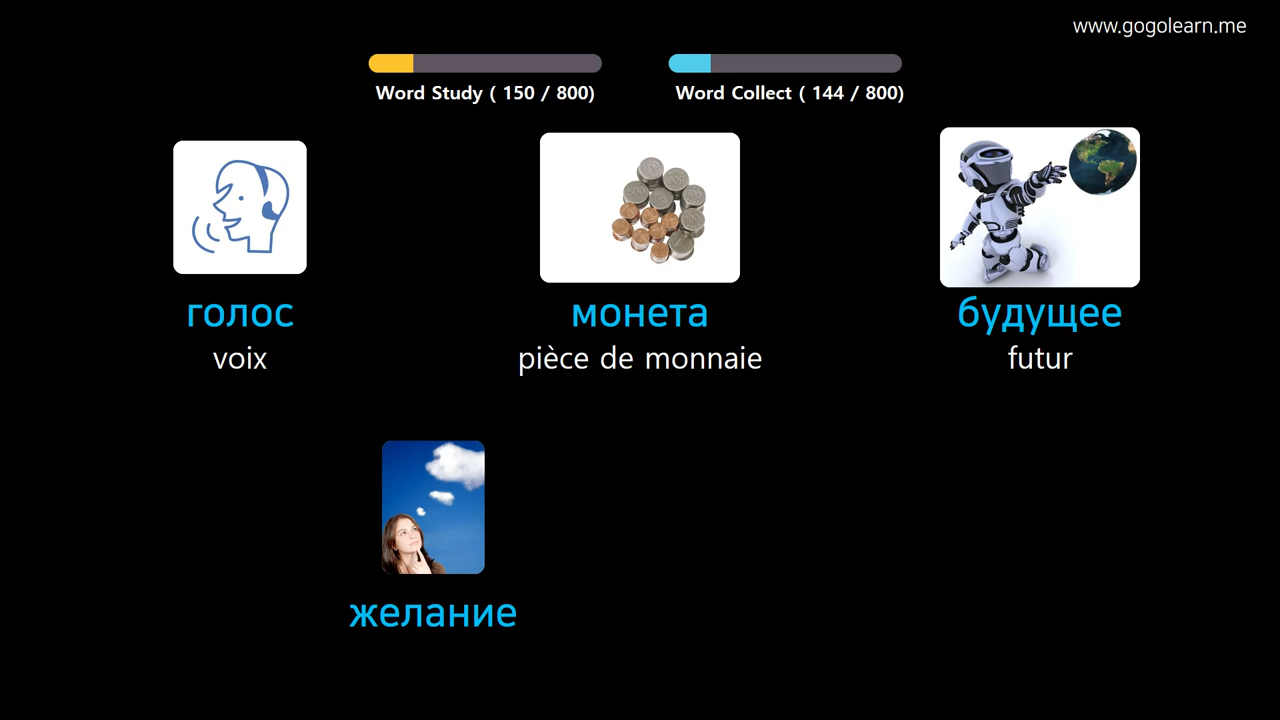 www.gogolearn.me
Word Study ( 150 / 800)
Word Collect ( 144 / 800)
голос
монета
будущее
voix
pièce de monnaie
futur
желание